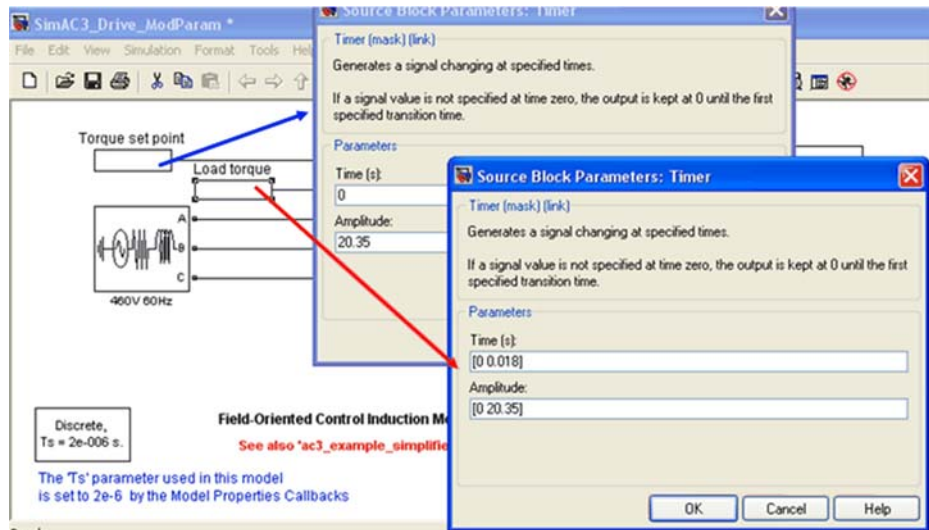 SimAC3_Drive_ModParam *
File Edit View Simulation Format Tools Hel
Source Block Parameters: Timer
Timer (mask) (link)
Generates a signal changing at specified times.
If a signal value is not specified at time zero, the output is kept at 0 until the first
specified transition time.
Parameters
Time (s):
0
Amplitude:
20.35
Torque set point
Load torque
A
B
C
460V 60Hz
Discrete,
Ts = 2e-006 s.
Field-Oriented Control Induction M
See also 'ac3_example_simplifie
The 'Ts' parameter used in this model
is set to 2e-6 by the Model Properties Callbacks
Source Block Parameters: Timer
Timer (mask) (link)
Generates a signal changing at specified times.
If a signal value is not specified at time zero, the output is kept at 0 until the first
specified transition time.
Parameters
Time (s):
[0 0.018]
Amplitude:
[0 20.35]
OK Cancel Help